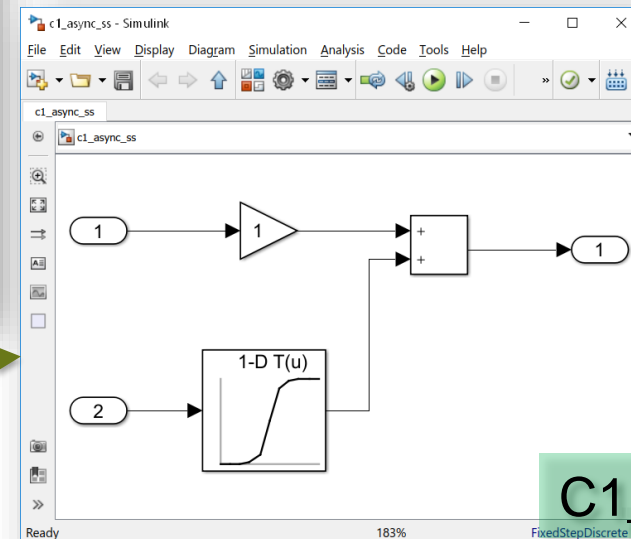 c1_async_ss - Simulink
File Edit View Display Diagram Simulation Analysis Code Tools Help
»
c1_async_ss
c1_async_ss
1
1
+
+
1
1-D T(u)
2
A
»
C1_
Ready 183% FixedStepDiscrete